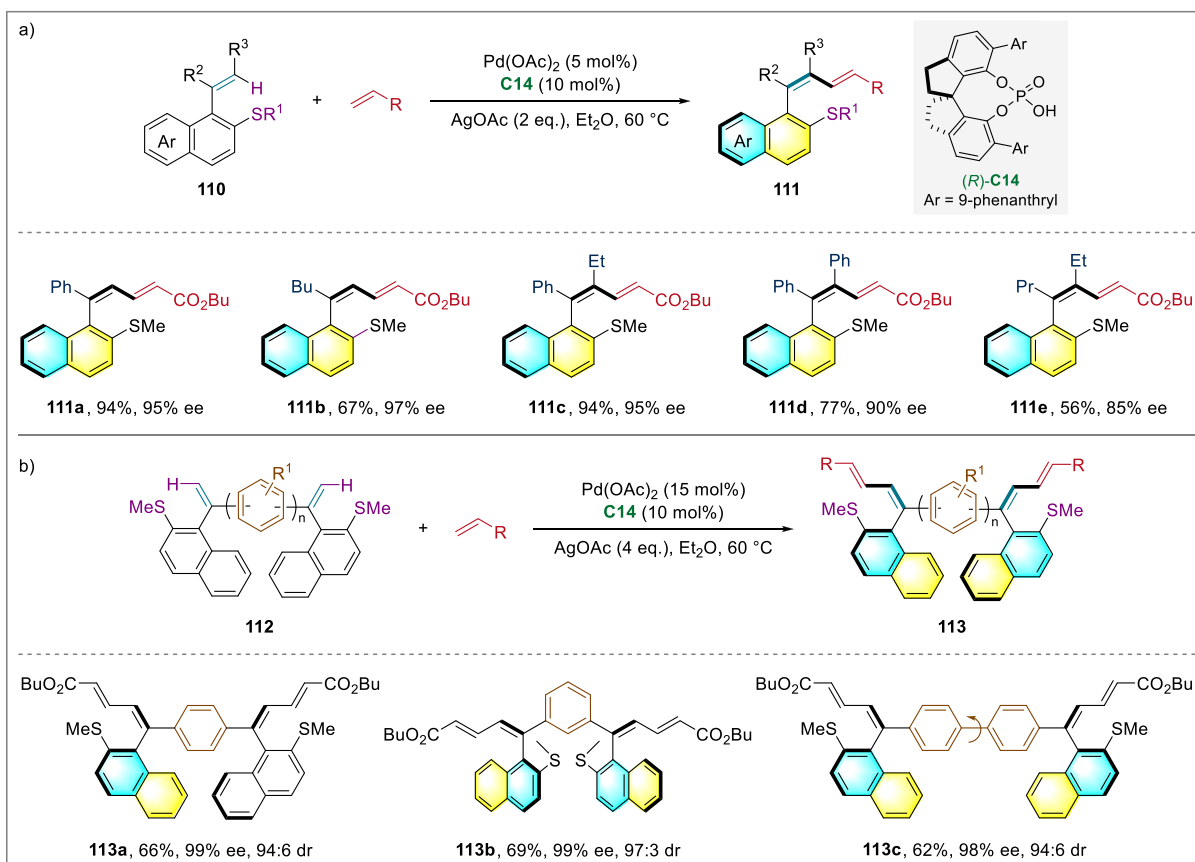 a)
R³
R²
H
SR¹
Ar
110
+
R
Pd(OAc)₂ (5 mol%)
C14 (10 mol%)
AgOAc (2 eq.), Et₂O, 60 °C
R³
R²
R
SR¹
Ar
111
Ar
O
O
P
O
OH
Ar
(R)-C14
Ar = 9-phenanthryl
Ph
CO₂Bu
SMe
111a, 94%, 95% ee
Bu
CO₂Bu
SMe
111b, 67%, 97% ee
Et
Ph
CO₂Bu
SMe
111c, 94%, 95% ee
Ph
Ph
CO₂Bu
SMe
111d, 77%, 90% ee
Et
Pr
CO₂Bu
SMe
111e, 56%, 85% ee
b)
H
R¹
H
MeS
n
SMe
112
+
R
Pd(OAc)₂ (15 mol%)
C14 (10 mol%)
AgOAc (4 eq.), Et₂O, 60 °C
R
R¹
R
MeS
n
SMe
113
BuO₂C
CO₂Bu
MeS
SMe
113a, 66%, 99% ee, 94:6 dr
BuO₂C
CO₂Bu
S
S
113b, 69%, 99% ee, 97:3 dr
BuO₂C
CO₂Bu
MeS
SMe
113c, 62%, 98% ee, 94:6 dr